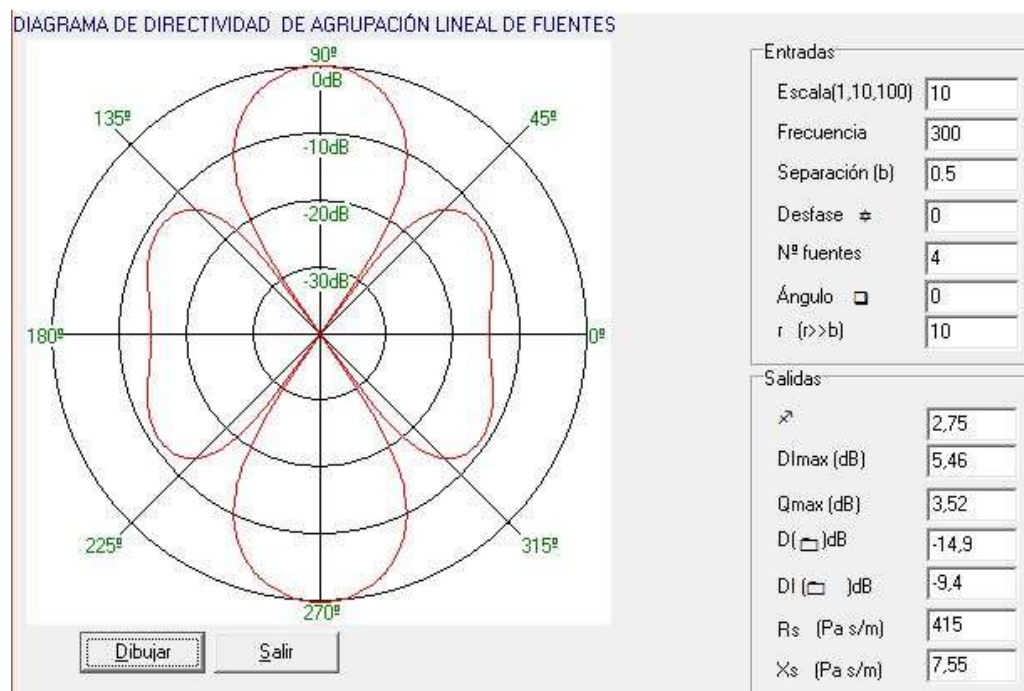 DIAGRAMA DE DIRECTIVIDAD DE AGRUPACIÓN LINEAL DE FUENTES
90º
0dB
135º
45º
-10dB
-20dB
-30dB
180º
0º
225º
315º
270º
Dibujar
Salir
Entradas
Escala(1,10,100) 10
Frecuencia 300
Separación (b) 0.5
Desfase 0
Nº fuentes 4
Ángulo 0
r (r>>b) 10
Salidas
2,75
DImax (dB) 5,46
Qmax (dB) 3,52
D( )dB -14,9
DI ( )dB -9,4
Rs (Pa s/m) 415
Xs (Pa s/m) 7,55